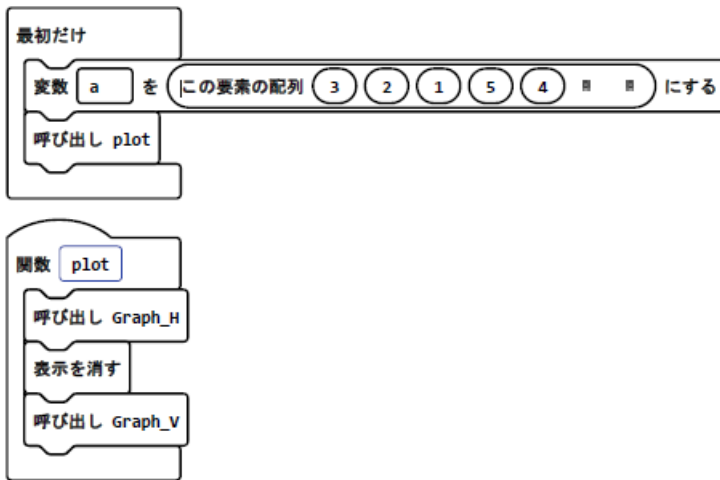 最初だけ
変数 a を この要素の配列 3 2 1 5 4 にする
呼び出し plot
関数 plot
呼び出し Graph_H
表示を消す
呼び出し Graph_V